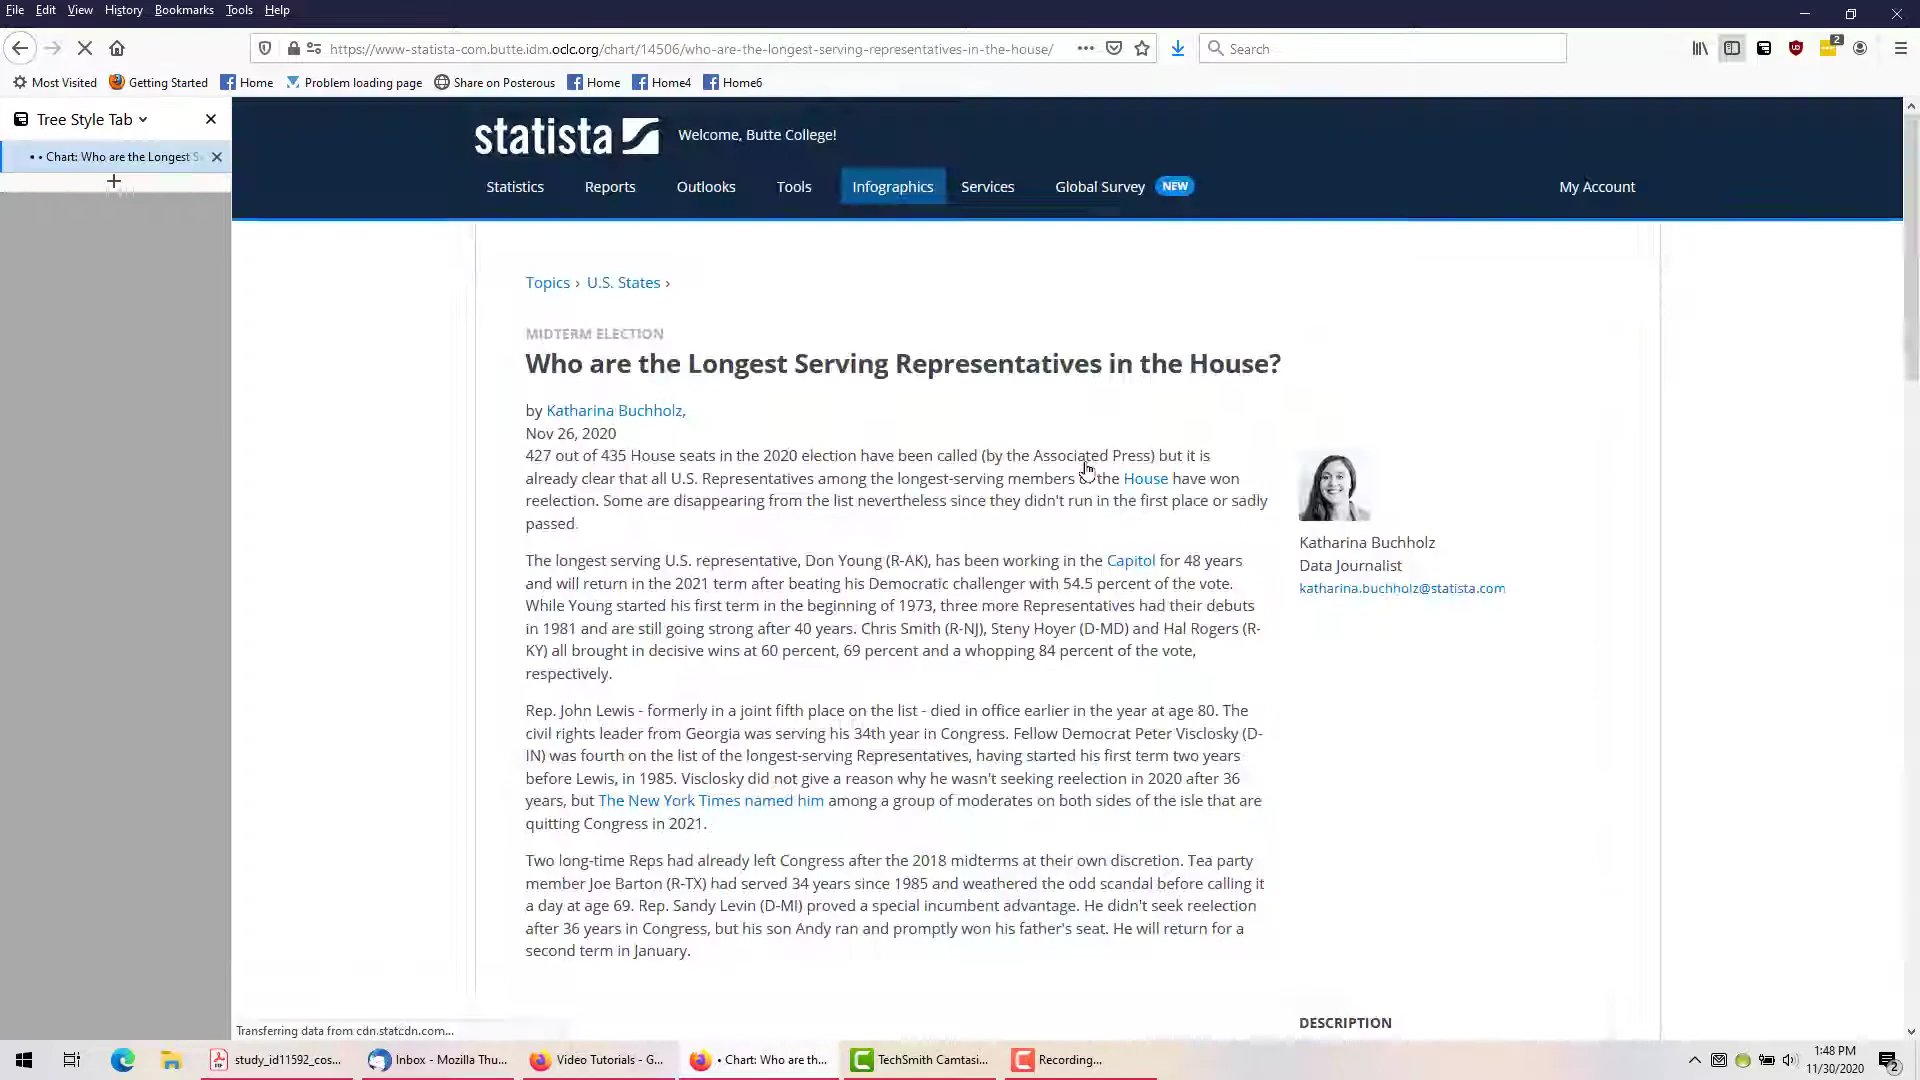 File Edit View History Bookmarks Tools Help
https://www-statista-com.butte.idm.oclc.org/chart/14506/who-are-the-longest-serving-representatives-in-the-house/
Search
2
Most Visited Getting Started Home Problem loading page Share on Posterous Home Home4 Home6
Tree Style Tab
Chart: Who are the Longest S
statista
Welcome, Butte College!
Statistics Reports Outlooks Tools Infographics Services Global Survey NEW My Account
Topics › U.S. States ›
MIDTERM ELECTION
Who are the Longest Serving Representatives in the House?
by Katharina Buchholz,
Nov 26, 2020
427 out of 435 House seats in the 2020 election have been called (by the Associated Press) but it is
already clear that all U.S. Representatives among the longest-serving members the House have won
reelection. Some are disappearing from the list nevertheless since they didn't run in the first place or sadly
passed.
The longest serving U.S. representative, Don Young (R-AK), has been working in the Capitol for 48 years
and will return in the 2021 term after beating his Democratic challenger with 54.5 percent of the vote.
While Young started his first term in the beginning of 1973, three more Representatives had their debuts
in 1981 and are still going strong after 40 years. Chris Smith (R-NJ), Steny Hoyer (D-MD) and Hal Rogers (R-
KY) all brought in decisive wins at 60 percent, 69 percent and a whopping 84 percent of the vote,
respectively.
Rep. John Lewis - formerly in a joint fifth place on the list - died in office earlier in the year at age 80. The
civil rights leader from Georgia was serving his 34th year in Congress. Fellow Democrat Peter Visclosky (D-
IN) was fourth on the list of the longest-serving Representatives, having started his first term two years
before Lewis, in 1985. Visclosky did not give a reason why he wasn't seeking reelection in 2020 after 36
years, but The New York Times named him among a group of moderates on both sides of the isle that are
quitting Congress in 2021.
Two long-time Reps had already left Congress after the 2018 midterms at their own discretion. Tea party
member Joe Barton (R-TX) had served 34 years since 1985 and weathered the odd scandal before calling it
a day at age 69. Rep. Sandy Levin (D-MI) proved a special incumbent advantage. He didn't seek reelection
after 36 years in Congress, but his son Andy ran and promptly won his father's seat. He will return for a
second term in January.
Katharina Buchholz
Data Journalist
katharina.buchholz@statista.com
DESCRIPTION
Transferring data from cdn.statcdn.com...
study_id11592_cos... Inbox - Mozilla Thu... Video Tutorials - G... Chart: Who are th... TechSmith Camtasi... Recording...
1:48 PM
11/30/2020
2